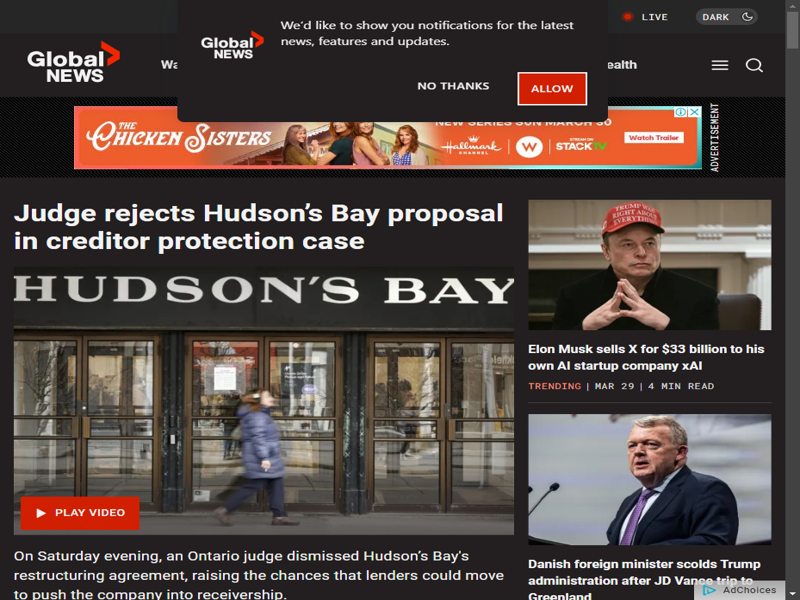 We'd like to show you notifications for the latest
news, features and updates.
Global
NEWS
NO THANKS
ALLOW
LIVE
DARK
Global
NEWS
THE
CHICKEN SISTERS
NEW SERIES SUN MARCH 30
Hallmark
CHANNEL
W
STREAM ON
STACKTV
Watch Trailer
ADVERTISEMENT
Judge rejects Hudson's Bay proposal
in creditor protection case
HUDSON'S BAY
PLAY VIDEO
On Saturday evening, an Ontario judge dismissed Hudson's Bay's
restructuring agreement, raising the chances that lenders could move
to push the company into receivership.
TRUMP WAS
RIGHT ABOUT
EVERYTHING
Elon Musk sells X for $33 billion to his
own AI startup company xAI
TRENDING | MAR 29 | 4 MIN READ
Danish foreign minister scolds Trump
administration after JD Vance trip to
Greenland
AdChoices